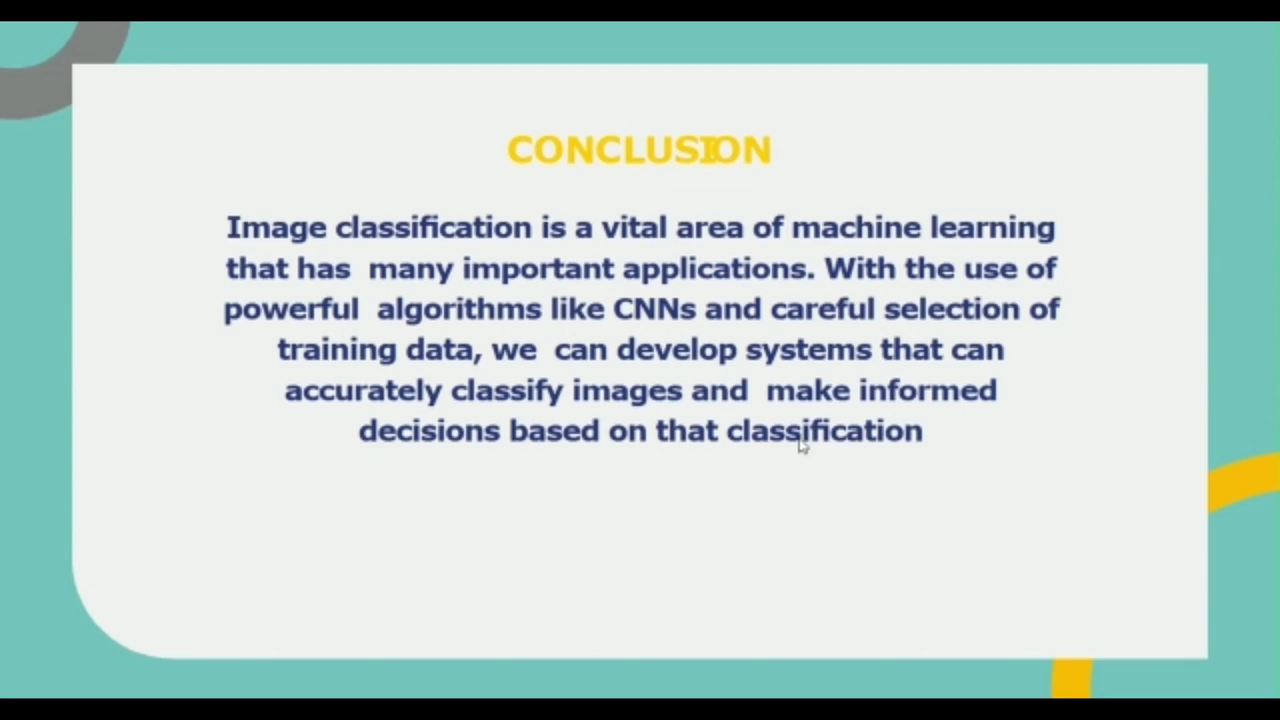 CONCLUSION
Image classification is a vital area of machine learning
that has  many important applications. With the use of
powerful  algorithms like CNNs and careful selection of
training data, we  can develop systems that can
accurately classify images and  make informed
decisions based on that classification